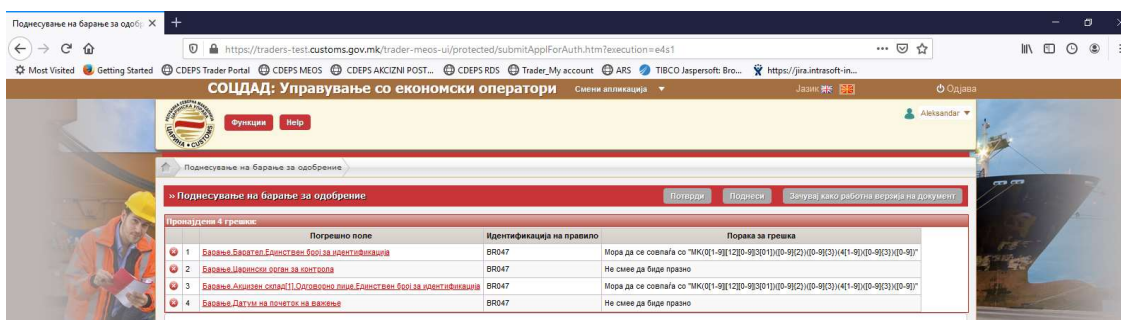 Поднесување на барање за одобр
https://traders-test.customs.gov.mk/trader-meos-ui/protected/submitApplForAuth.htm?execution=e4s1
Most Visited Getting Started CDEPS Trader Portal CDEPS MEOS CDEPS AKCIZNI POST... CDEPS RDS Trader_My account ARS TIBCO Jaspersoft: Bro... https://jira.intrasoft-in...
СОЦДАД: Управување со економски оператори Смени апликација Јазик Одјава
Функции Help Aleksandar
Поднесување на барање за одобрение
» Поднесување на барање за одобрение Потврди Поднеси Зачувај како работна верзија на документ
Пронајдени 4 грешки:
Погрешно поле Идентификација на правило Порака за грешка
1 Барање.Барател.Единствен број за идентификација BR047 Мора да се совпаѓа со "MK(0[1-9]|[12][0-9]|3[01])([0-9]{2})([0-9]{3})(4[1-9])([0-9]{3})([0-9])"
2 Барање.Царински орган за контрола BR047 Не смее да биде празно
3 Барање.Акцизен склад[1].Одговорно лице.Единствен број за идентификација BR047 Мора да се совпаѓа со "MK(0[1-9]|[12][0-9]|3[01])([0-9]{2})([0-9]{3})(4[1-9])([0-9]{3})([0-9])"
4 Барање.Датум на почеток на важење BR047 Не смее да биде празно